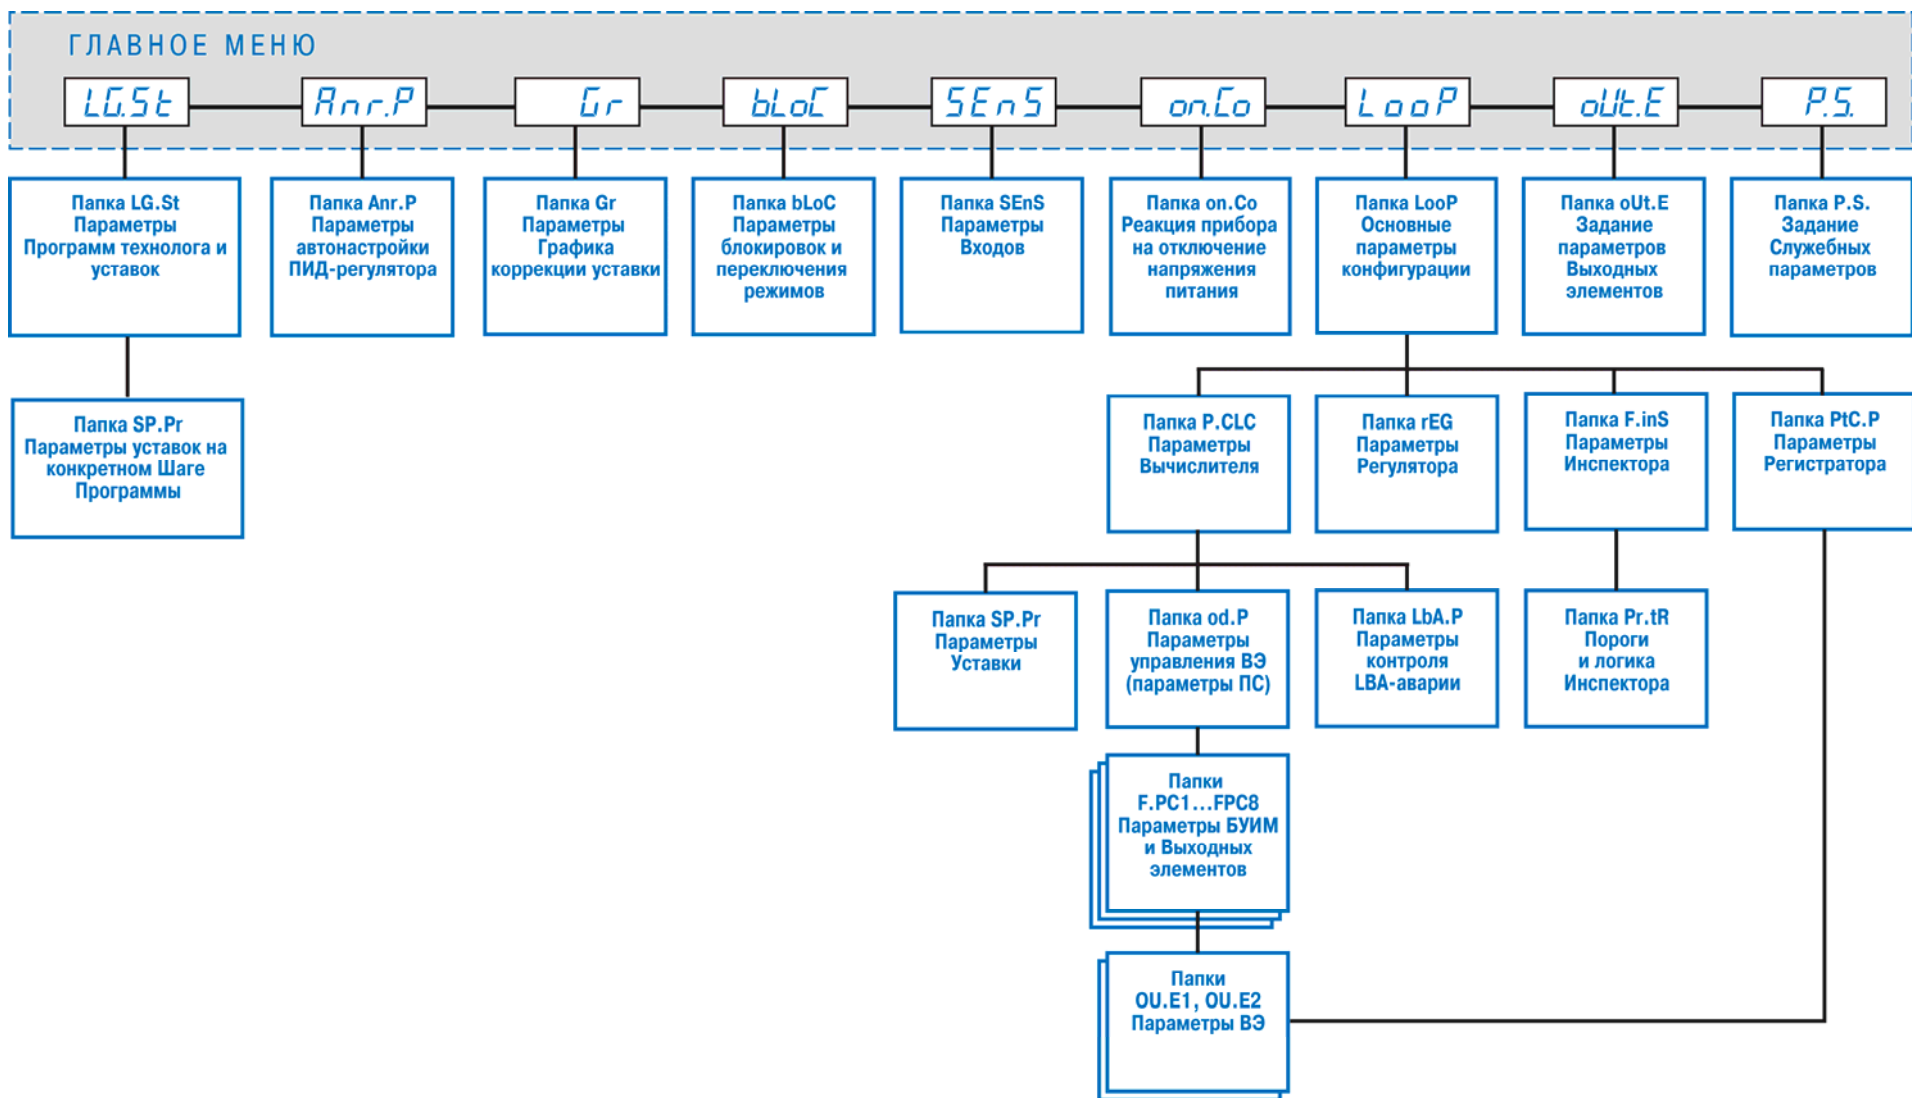 ГЛАВНОЕ МЕНЮ
LG.St
Anr.P
Gr
bLoC
SEnS
on.Co
LooP
oUt.E
P.S.
Папка LG.St
Параметры
Программ технолога и
уставок
Папка Anr.P
Параметры
автонастройки
ПИД-регулятора
Папка Gr
Параметры
Графика
коррекции уставки
Папка bLoC
Параметры
блокировок и
переключения
режимов
Папка SEnS
Параметры
Входов
Папка on.Co
Реакция прибора
на отключение
напряжения
питания
Папка LooP
Основные
параметры
конфигурации
Папка oUt.E
Задание
параметров
Выходных
элементов
Папка P.S.
Задание
Служебных
параметров
Папка SP.Pr
Параметры уставок на
конкретном Шаге
Программы
Папка P.CLC
Параметры
Вычислителя
Папка rEG
Параметры
Регулятора
Папка F.inS
Параметры
Инспектора
Папка PtC.P
Параметры
Регистратора
Папка SP.Pr
Параметры
Уставки
Папка od.P
Параметры
управления ВЭ
(параметры ПС)
Папка LbA.P
Параметры
контроля
LBA-аварии
Папка Pr.tR
Пороги
и логика
Инспектора
Папки
F.PC1...FPC8
Параметры БУИМ
и Выходных
элементов
Папки
OU.E1, OU.E2
Параметры ВЭ